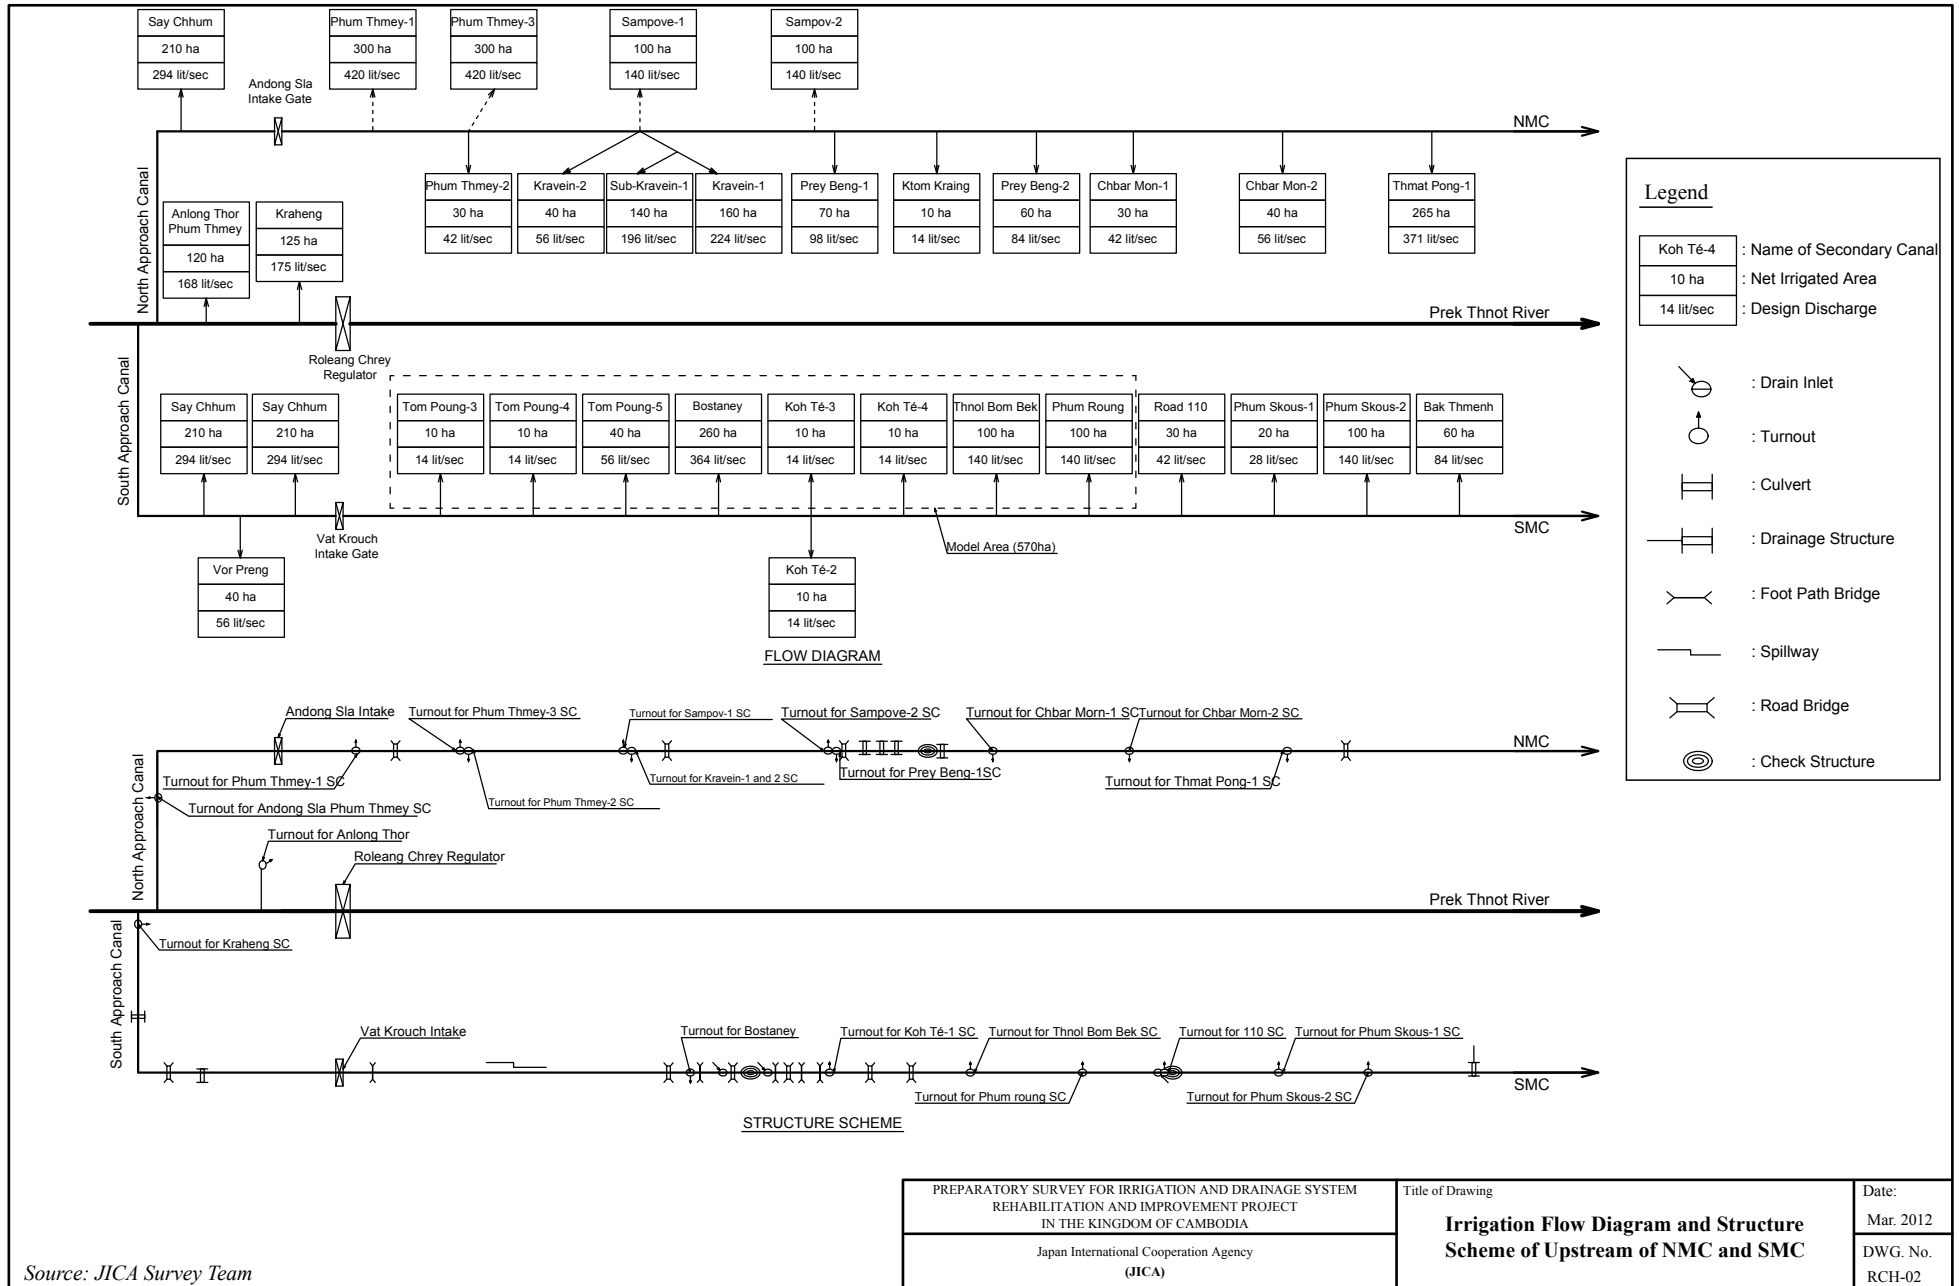 Say Chhum
210 ha
294 lit/sec
Phum Thmey-1
300 ha
420 lit/sec
Phum Thmey-3
300 ha
420 lit/sec
Sampove-1
100 ha
140 lit/sec
Sampov-2
100 ha
140 lit/sec
Andong Sla
Intake Gate
NMC
North Approach Canal
Anlong Thor
Phum Thmey
120 ha
168 lit/sec
Kraheng
125 ha
175 lit/sec
Phum Thmey-2
30 ha
42 lit/sec
Kravein-2
40 ha
56 lit/sec
Sub-Kravein-1
140 ha
196 lit/sec
Kravein-1
160 ha
224 lit/sec
Prey Beng-1
70 ha
98 lit/sec
Ktom Kraing
10 ha
14 lit/sec
Prey Beng-2
60 ha
84 lit/sec
Chbar Mon-1
30 ha
42 lit/sec
Chbar Mon-2
40 ha
56 lit/sec
Thmat Pong-1
265 ha
371 lit/sec
Prek Thnot River
Roleang Chrey
Regulator
South Approach Canal
Say Chhum
210 ha
294 lit/sec
Say Chhum
210 ha
294 lit/sec
Tom Poung-3
10 ha
14 lit/sec
Tom Poung-4
10 ha
14 lit/sec
Tom Poung-5
40 ha
56 lit/sec
Bostaney
260 ha
364 lit/sec
Koh Té-3
10 ha
14 lit/sec
Koh Té-4
10 ha
14 lit/sec
Thnol Bom Bek
100 ha
140 lit/sec
Phum Roung
100 ha
140 lit/sec
Road 110
30 ha
42 lit/sec
Phum Skous-1
20 ha
28 lit/sec
Phum Skous-2
100 ha
140 lit/sec
Bak Thmenh
60 ha
84 lit/sec
SMC
Vat Krouch
Intake Gate
Model Area (570ha)
Vor Preng
40 ha
56 lit/sec
Koh Té-2
10 ha
14 lit/sec
FLOW DIAGRAM
Legend
Koh Té-4
: Name of Secondary Canal
10 ha
: Net Irrigated Area
14 lit/sec
: Design Discharge
: Drain Inlet
: Turnout
: Culvert
: Drainage Structure
: Foot Path Bridge
: Spillway
: Road Bridge
: Check Structure
Andong Sla Intake
Turnout for Phum Thmey-3 SC
Turnout for Sampov-1 SC
Turnout for Sampove-2 SC
Turnout for Chbar Morn-1 SC
Turnout for Chbar Morn-2 SC
NMC
Turnout for Phum Thmey-1 SC
Turnout for Kravein-1 and 2 SC
Turnout for Prey Beng-1SC
Turnout for Thmat Pong-1 SC
Turnout for Phum Thmey-2 SC
Turnout for Andong Sla Phum Thmey SC
North Approach Canal
Turnout for Anlong Thor
Roleang Chrey Regulator
Prek Thnot River
Turnout for Kraheng SC
South Approach Canal
Vat Krouch Intake
Turnout for Bostaney
Turnout for Koh Té-1 SC
Turnout for Thnol Bom Bek SC
Turnout for 110 SC
Turnout for Phum Skous-1 SC
SMC
Turnout for Phum roung SC
Turnout for Phum Skous-2 SC
STRUCTURE SCHEME
PREPARATORY SURVEY FOR IRRIGATION AND DRAINAGE SYSTEM
REHABILITATION AND IMPROVEMENT PROJECT
IN THE KINGDOM OF CAMBODIA
Japan International Cooperation Agency
(JICA)
Title of Drawing
Irrigation Flow Diagram and Structure
Scheme of Upstream of NMC and SMC
Date:
Mar. 2012
DWG. No.
RCH-02
Source: JICA Survey Team